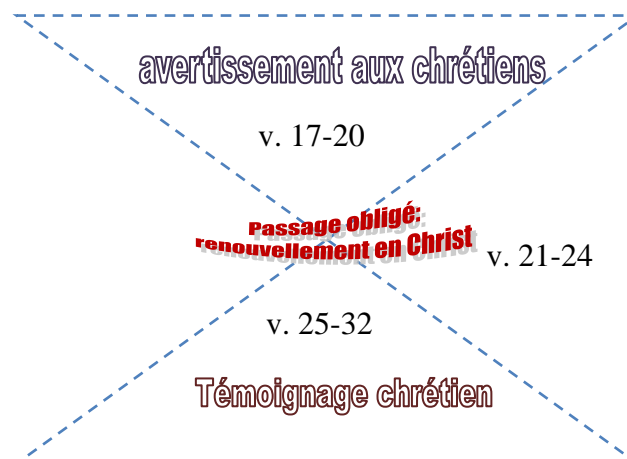 avertissement aux chrétiens
v. 17-20
Passage obligé:
renouvellement en Christ
v. 21-24
v. 25-32
Témoignage chrétien